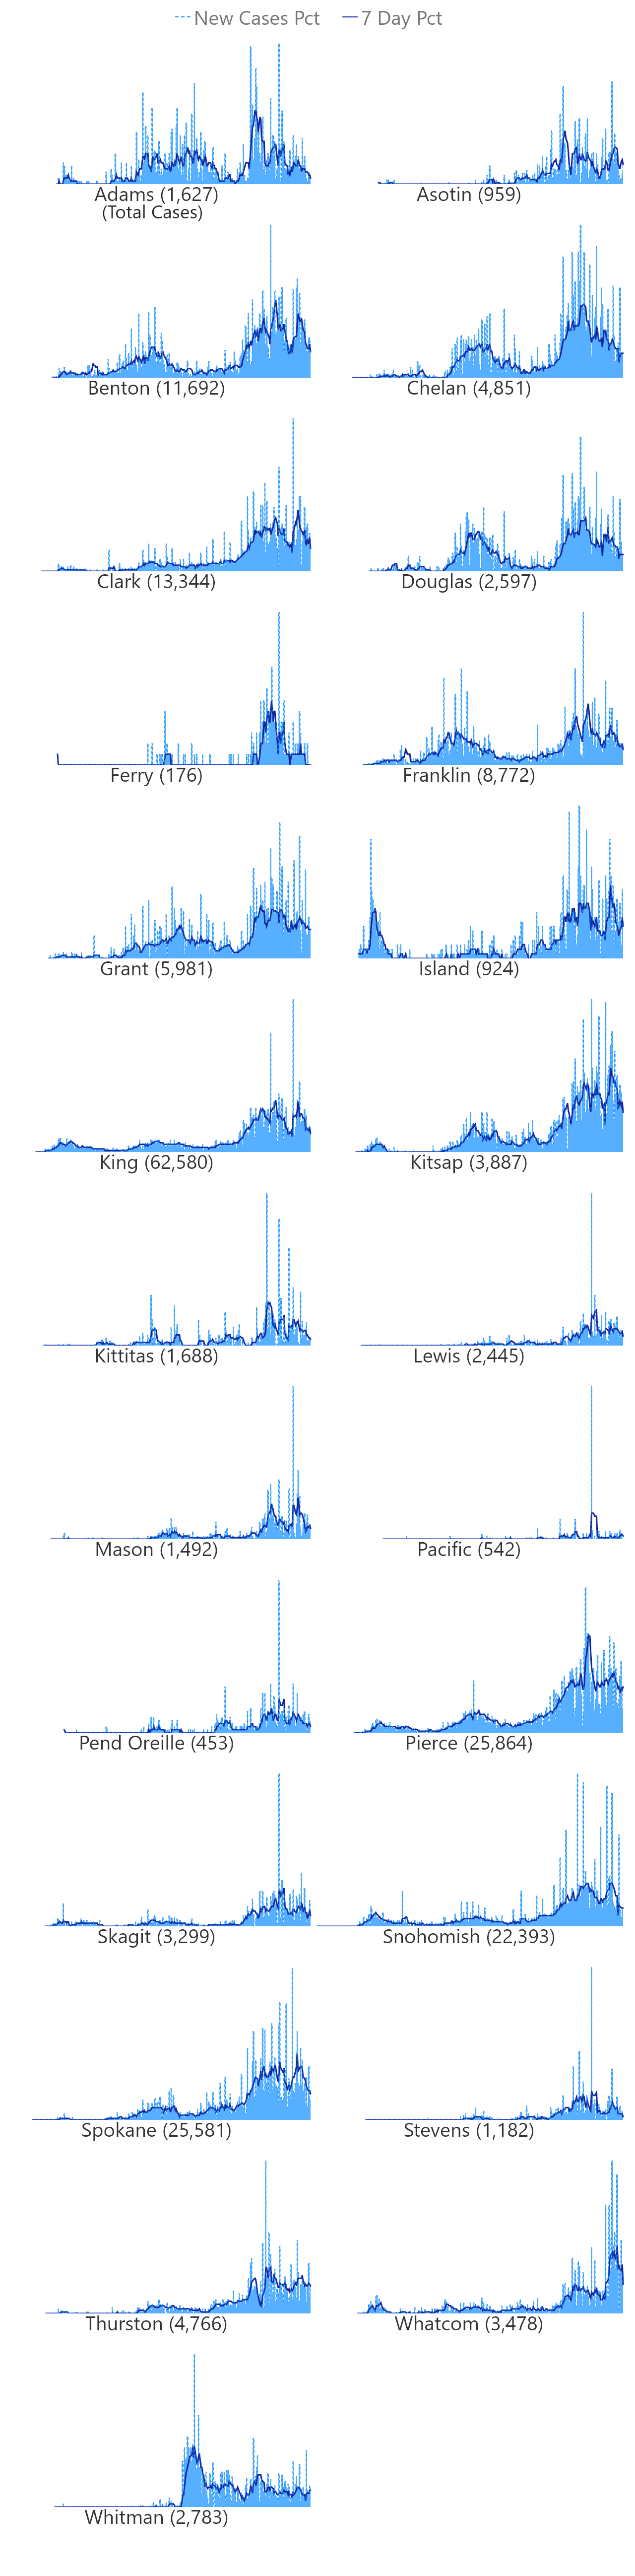 New Cases Pct 7 Day Pct
Adams (1,627) Asotin (959)
(Total Cases)
Benton (11,692) Chelan (4,851)
Clark (13,344) Douglas (2,597)
Ferry (176) Franklin (8,772)
Grant (5,981) Island (924)
King (62,580) Kitsap (3,887)
Kittitas (1,688) Lewis (2,445)
Mason (1,492) Pacific (542)
Pend Oreille (453) Pierce (25,864)
Skagit (3,299) Snohomish (22,393)
Spokane (25,581) Stevens (1,182)
Thurston (4,766) Whatcom (3,478)
Whitman (2,783)